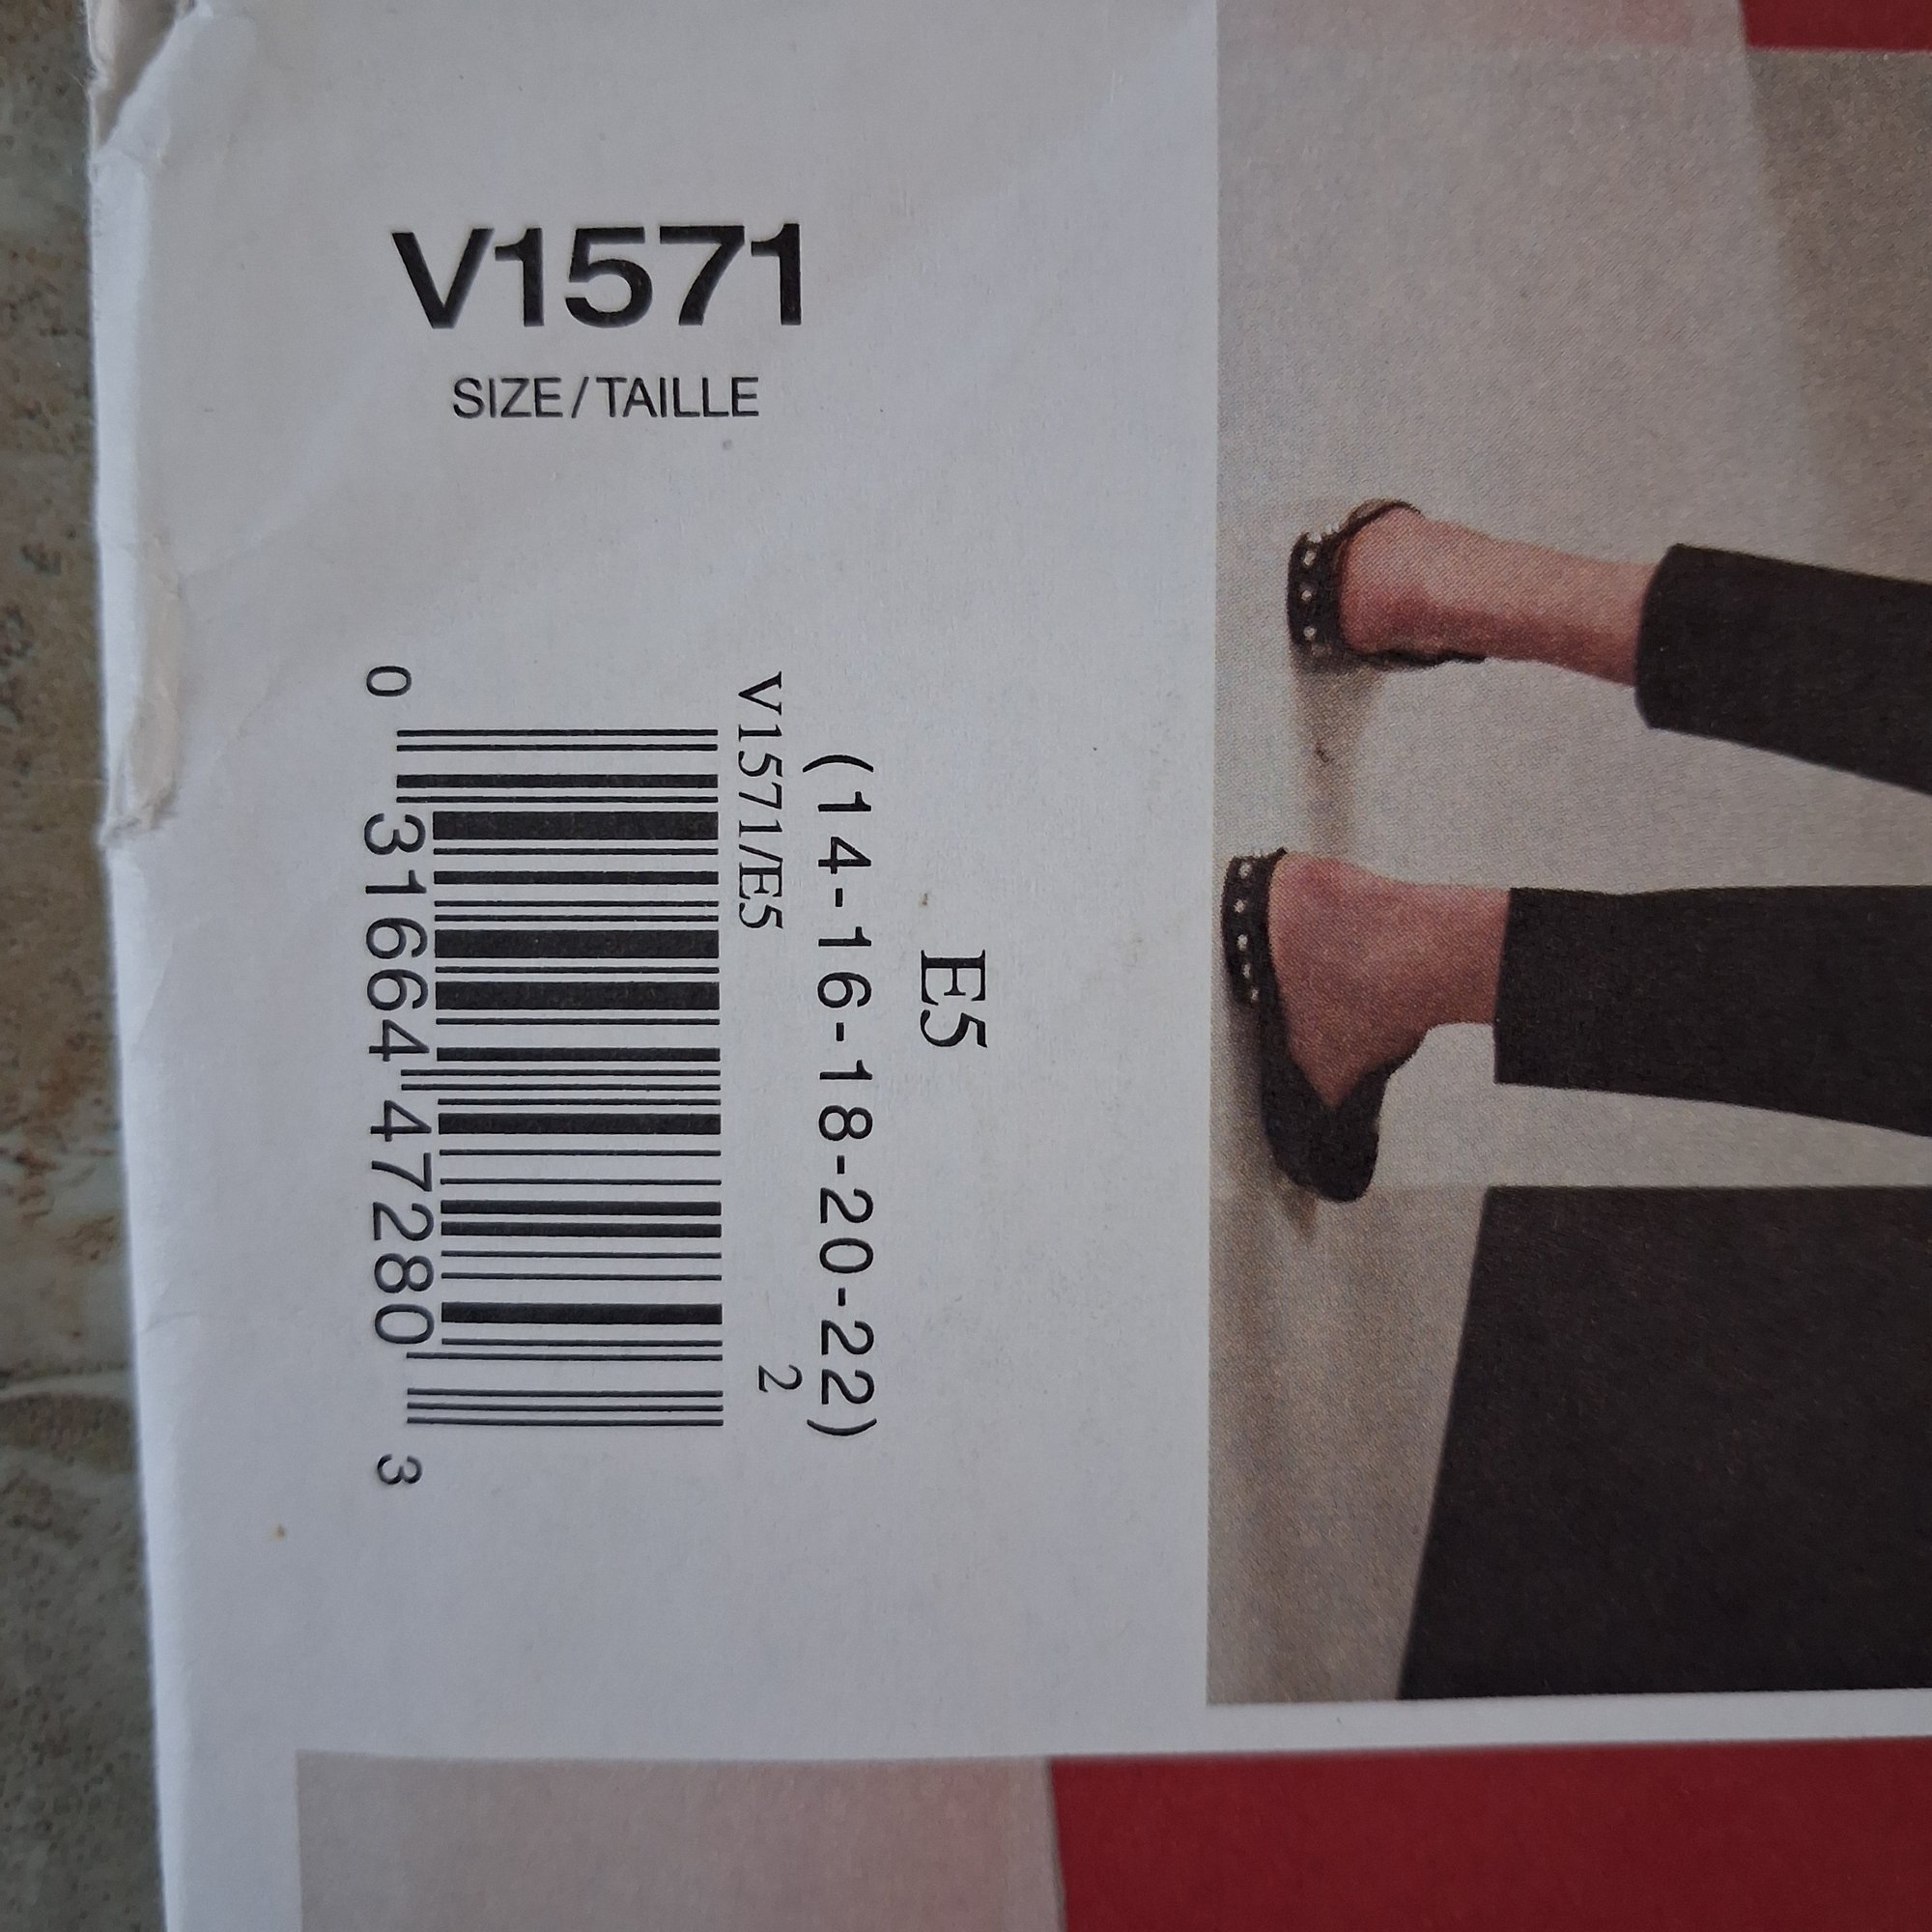 V1571
SIZE/TAILLE
E5
(14-16-18-20-22)
V1571/E5
2
0 31664 47280 3